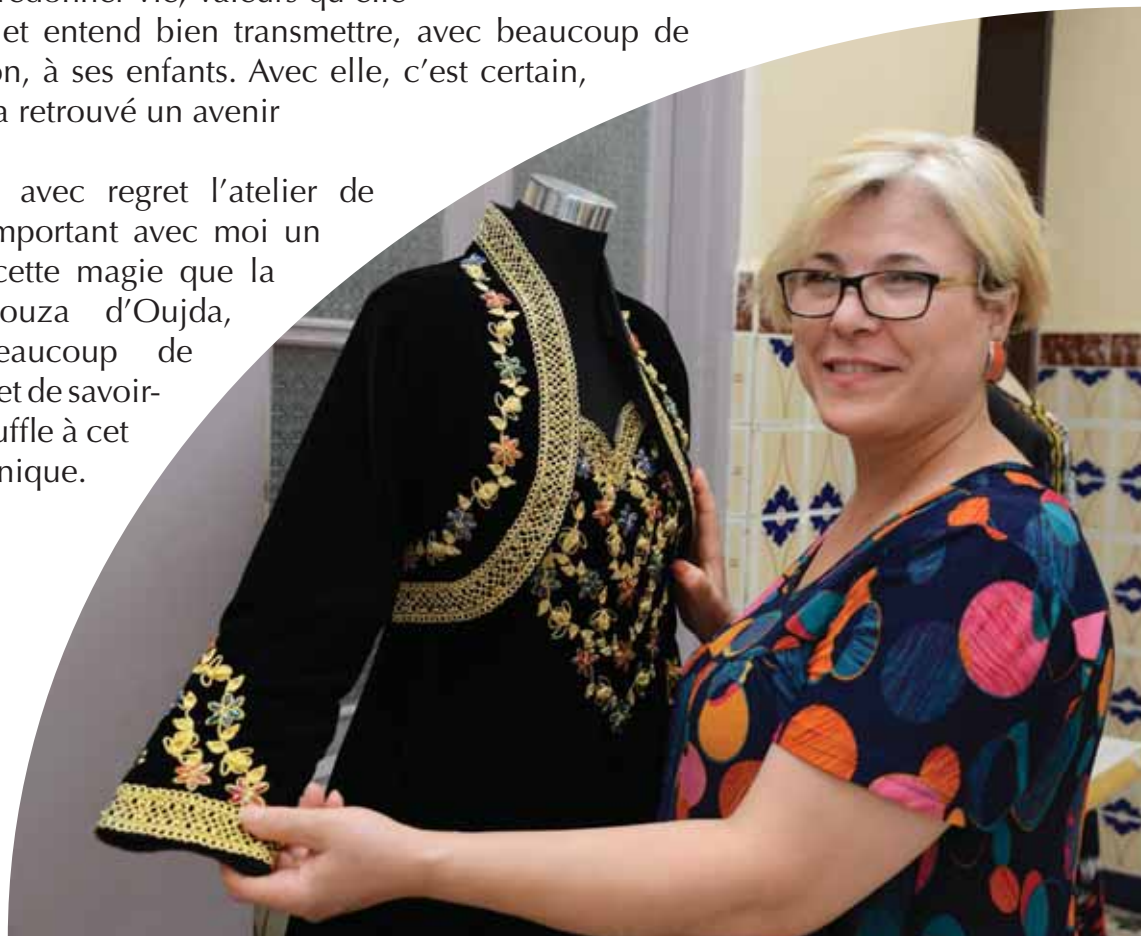 redonner vie, valeurs qu'elle
et entend bien transmettre, avec beaucoup de
on, à ses enfants. Avec elle, c'est certain,
a retrouvé un avenir
avec regret l'atelier de
mportant avec moi un
cette magie que la
ouza d'Oujda,
eaucoup de
et de savoir-
uffle à cet
nique.